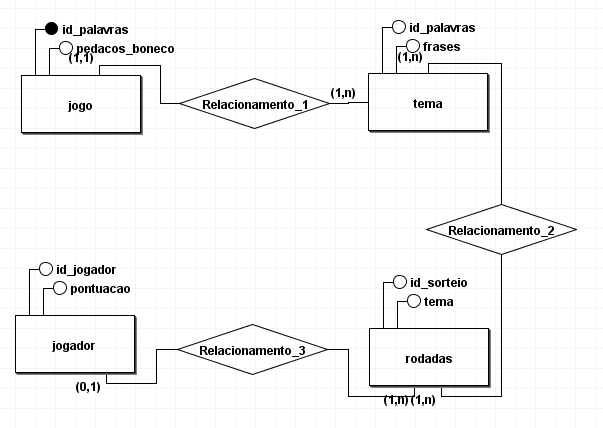 id_palavras
pedacos_boneco
(1,1)
jogo
Relacionamento_1
(1,n)
id_palavras
frases
(1,n)
tema
Relacionamento_2
id_jogador
pontuacao
jogador
(0,1)
Relacionamento_3
id_sorteio
tema
rodadas
(1,n)
(1,n)